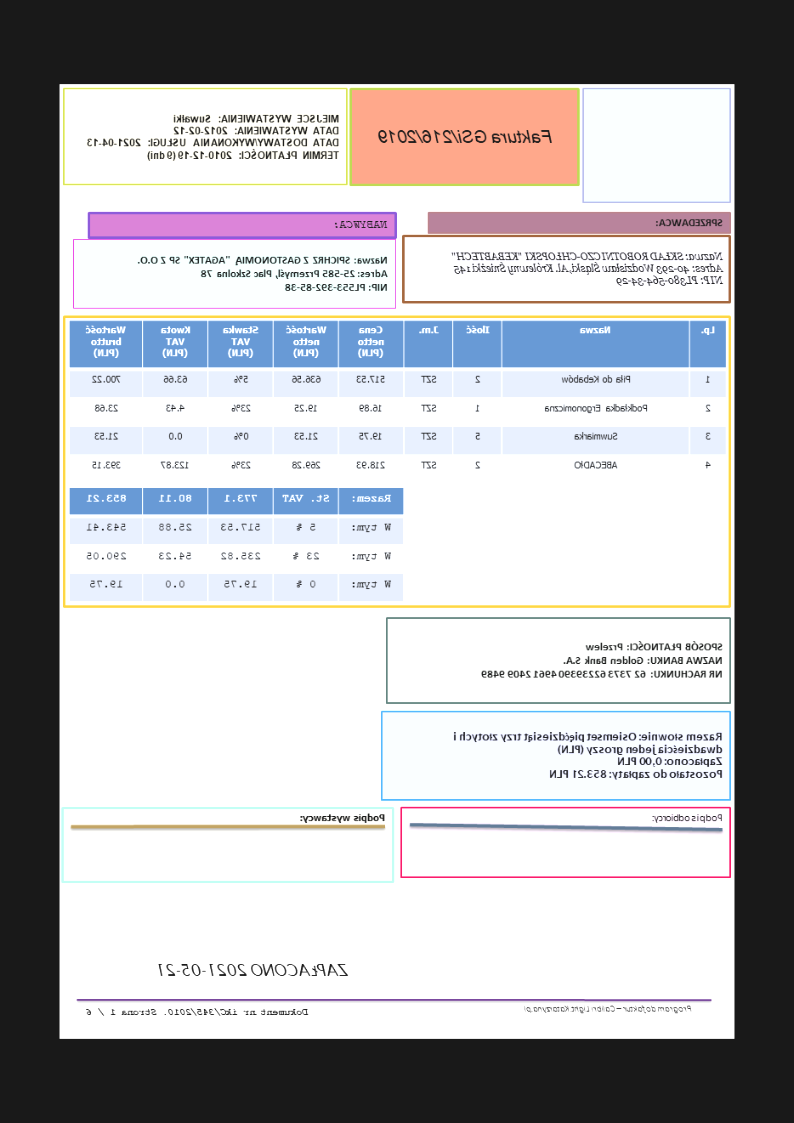 Faktura GSi/216/2019
MIEJSCE WYSTAWIENIA: Suwałki
DATA WYSTAWIENIA: 2012-02-12
DATA DOSTAWY/WYKONANIA USŁUGI: 2021-04-13
TERMIN PŁATNOŚCI: 2010-12-19 (9 dni)
SPRZEDAWCA:
NABYWCA:
Nazwa: SKŁAD ROBOTNICZO-CHŁOPSKI "KEBABTECH"
Adres: 40-293 Wodzisław Śląski, Al. Królowny Śnieżki 145
NIP: PL380-564-34-29
Nazwa: SPICHRZ Z GASTONOMIĄ "AGATEX" SP Z O.O.
Adres: 25-585 Przemyśl, Plac Szkolna 78
NIP: PL553-392-85-38
Lp. Nazwa Ilość J.m. Cena netto (PLN) Wartość netto (PLN) Stawka VAT (PLN) Kwota VAT (PLN) Wartość brutto (PLN)
1 Piła do Kebabów 2 SZT 517.53 636.56 5% 63.66 700.22
2 Podkładka Ergonomiczna 1 SZT 16.89 19.25 23% 4.43 23.68
3 Suwmiarka 5 SZT 19.75 21.53 0% 0.0 21.53
4 ABECADŁO 2 SZT 218.93 269.28 23% 123.87 393.15
Razem: St. VAT 773.1 80.11 853.21
W tym: 5 % 517.53 25.88 543.41
W tym: 23 % 235.82 54.23 290.05
W tym: 0 % 19.75 0.0 19.75
SPOSÓB PŁATNOŚCI: Przelew
NAZWA BANKU: Golden Bank S.A.
NR RACHUNKU: 62 7373 6223 9390 4961 2409 9489
Razem słownie: Osiemset pięćdziesiąt trzy złotych i
dwadzieścia jeden groszy (PLN)
Zapłacono: 0,00 PLN
Pozostało do zapłaty: 853.21 PLN
Podpis odbiorcy:
Podpis wystawcy:
ZAPŁACONO 2021-05-21
Program do faktur – Calibri Light Katarzyna.pl
Dokument nr ikC/345/2010. Strona 1 / 6